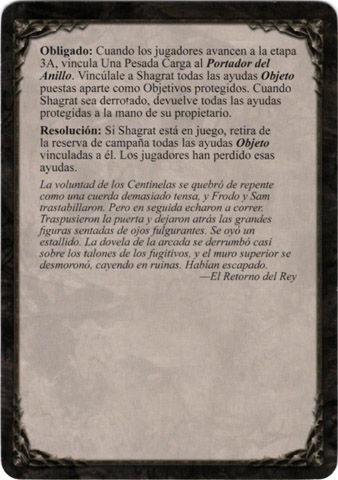 Obligado: Cuando los jugadores avancen a la etapa
3A, vincula Una Pesada Carga al Portador del
Anillo. Vincúlale a Shagrat todas las ayudas Objeto
puestas aparte como Objetivos protegidos. Cuando
Shagrat sea derrotado, devuelve todas las ayudas
protegidas a la mano de su propietario.
Resolución: Si Shagrat está en juego, retira de
la reserva de campaña todas las ayudas Objeto
vinculadas a él. Los jugadores han perdido esas
ayudas.
La voluntad de los Centinelas se quebró de repente
como una cuerda demasiado tensa, y Frodo y Sam
trastabillaron. Pero en seguida echaron a correr.
Traspusieron la puerta y dejaron atrás las grandes
figuras sentadas de ojos fulgurantes. Se oyó un
estallido. La dovela de la arcada se derrumbó casi
sobre los talones de los fugitivos, y el muro superior se
desmoronó, cayendo en ruinas. Habían escapado.
—El Retorno del Rey